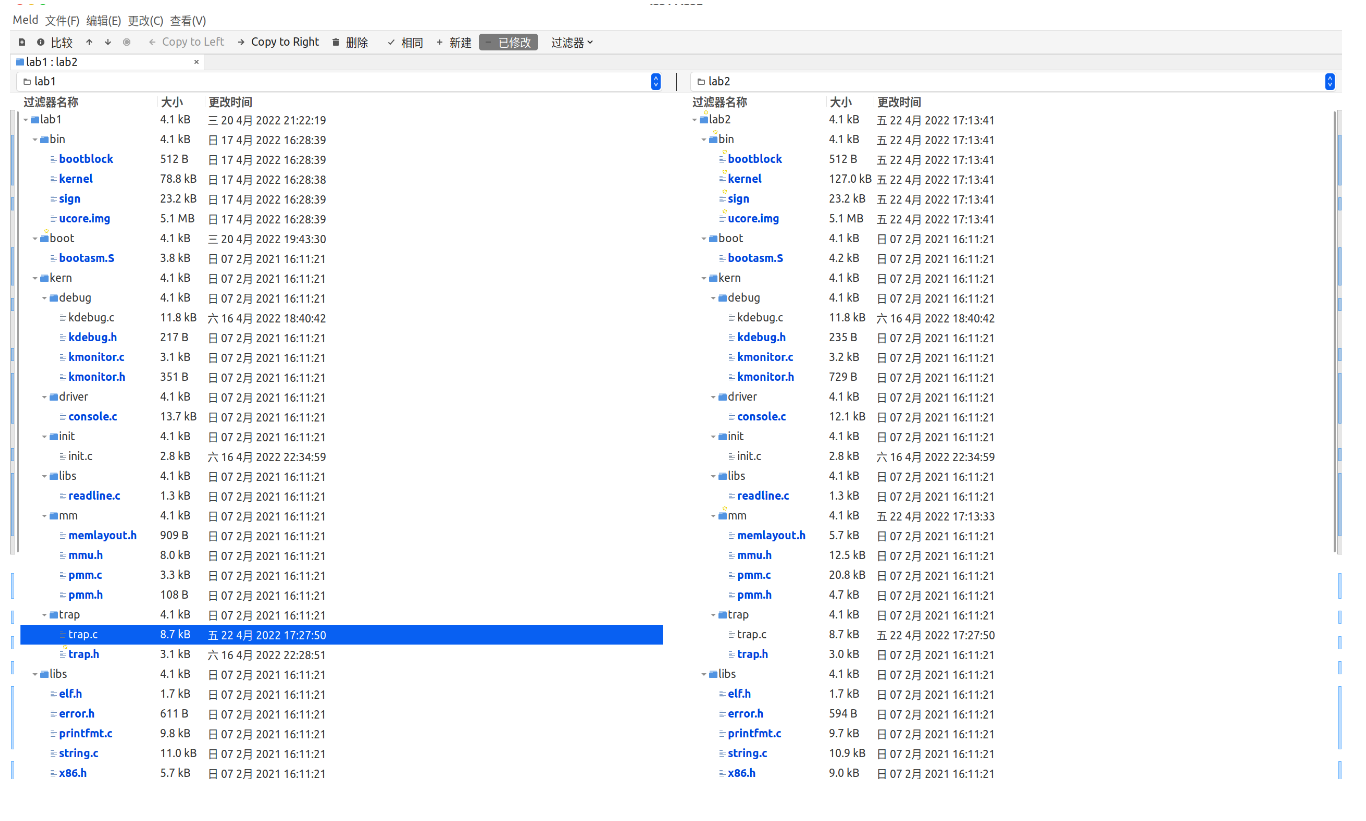 Meld 文件(F) 编辑(E) 更改(C) 查看(V)
比较 Copy to Left Copy to Right 删除 相同 新建 已修改 过滤器
lab1 : lab2 ×
lab1 lab2
过滤器名称 大小 更改时间 过滤器名称 大小 更改时间
lab1 4.1 kB 三 20 4月 2022 21:22:19 lab2 4.1 kB 五 22 4月 2022 17:13:41
bin 4.1 kB 日 17 4月 2022 16:28:39 bin 4.1 kB 五 22 4月 2022 17:13:41
bootblock 512 B 日 17 4月 2022 16:28:39 bootblock 512 B 五 22 4月 2022 17:13:41
kernel 78.8 kB 日 17 4月 2022 16:28:38 kernel 127.0 kB 五 22 4月 2022 17:13:41
sign 23.2 kB 日 17 4月 2022 16:28:39 sign 23.2 kB 五 22 4月 2022 17:13:41
ucore.img 5.1 MB 日 17 4月 2022 16:28:39 ucore.img 5.1 MB 五 22 4月 2022 17:13:41
boot 4.1 kB 三 20 4月 2022 19:43:30 boot 4.1 kB 日 07 2月 2021 16:11:21
bootasm.S 3.8 kB 日 07 2月 2021 16:11:21 bootasm.S 4.2 kB 日 07 2月 2021 16:11:21
kern 4.1 kB 日 07 2月 2021 16:11:21 kern 4.1 kB 日 07 2月 2021 16:11:21
debug 4.1 kB 日 07 2月 2021 16:11:21 debug 4.1 kB 日 07 2月 2021 16:11:21
kdebug.c 11.8 kB 六 16 4月 2022 18:40:42 kdebug.c 11.8 kB 六 16 4月 2022 18:40:42
kdebug.h 217 B 日 07 2月 2021 16:11:21 kdebug.h 235 B 日 07 2月 2021 16:11:21
kmonitor.c 3.1 kB 日 07 2月 2021 16:11:21 kmonitor.c 3.2 kB 日 07 2月 2021 16:11:21
kmonitor.h 351 B 日 07 2月 2021 16:11:21 kmonitor.h 729 B 日 07 2月 2021 16:11:21
driver 4.1 kB 日 07 2月 2021 16:11:21 driver 4.1 kB 日 07 2月 2021 16:11:21
console.c 13.7 kB 日 07 2月 2021 16:11:21 console.c 12.1 kB 日 07 2月 2021 16:11:21
init 4.1 kB 日 07 2月 2021 16:11:21 init 4.1 kB 日 07 2月 2021 16:11:21
init.c 2.8 kB 六 16 4月 2022 22:34:59 init.c 2.8 kB 六 16 4月 2022 22:34:59
libs 4.1 kB 日 07 2月 2021 16:11:21 libs 4.1 kB 日 07 2月 2021 16:11:21
readline.c 1.3 kB 日 07 2月 2021 16:11:21 readline.c 1.3 kB 日 07 2月 2021 16:11:21
mm 4.1 kB 日 07 2月 2021 16:11:21 mm 4.1 kB 五 22 4月 2022 17:13:33
memlayout.h 909 B 日 07 2月 2021 16:11:21 memlayout.h 5.7 kB 日 07 2月 2021 16:11:21
mmu.h 8.0 kB 日 07 2月 2021 16:11:21 mmu.h 12.5 kB 日 07 2月 2021 16:11:21
pmm.c 3.3 kB 日 07 2月 2021 16:11:21 pmm.c 20.8 kB 日 07 2月 2021 16:11:21
pmm.h 108 B 日 07 2月 2021 16:11:21 pmm.h 4.7 kB 日 07 2月 2021 16:11:21
trap 4.1 kB 日 07 2月 2021 16:11:21 trap 4.1 kB 日 07 2月 2021 16:11:21
trap.c 8.7 kB 五 22 4月 2022 17:27:50 trap.c 8.7 kB 五 22 4月 2022 17:27:50
trap.h 3.1 kB 六 16 4月 2022 22:28:51 trap.h 3.0 kB 日 07 2月 2021 16:11:21
libs 4.1 kB 日 07 2月 2021 16:11:21 libs 4.1 kB 日 07 2月 2021 16:11:21
elf.h 1.7 kB 日 07 2月 2021 16:11:21 elf.h 1.7 kB 日 07 2月 2021 16:11:21
error.h 611 B 日 07 2月 2021 16:11:21 error.h 594 B 日 07 2月 2021 16:11:21
printfmt.c 9.8 kB 日 07 2月 2021 16:11:21 printfmt.c 9.7 kB 日 07 2月 2021 16:11:21
string.c 11.0 kB 日 07 2月 2021 16:11:21 string.c 10.9 kB 日 07 2月 2021 16:11:21
x86.h 5.7 kB 日 07 2月 2021 16:11:21 x86.h 9.0 kB 日 07 2月 2021 16:11:21